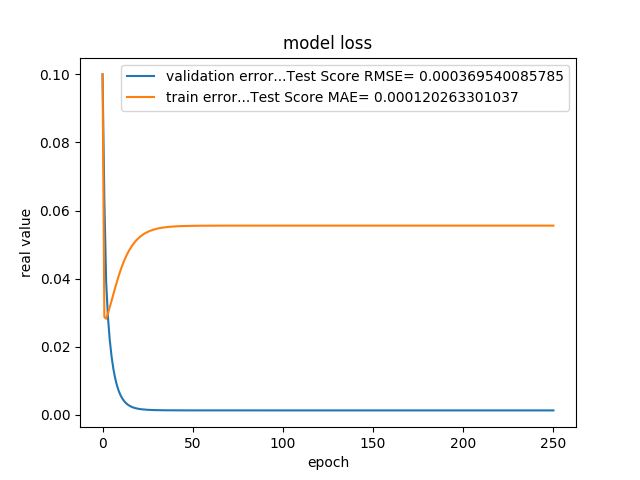 model loss
validation error...Test Score RMSE= 0.000369540085785
train error...Test Score MAE= 0.000120263301037
real value
0.10
0.08
0.06
0.04
0.02
0.00
0 50 100 150 200 250
epoch